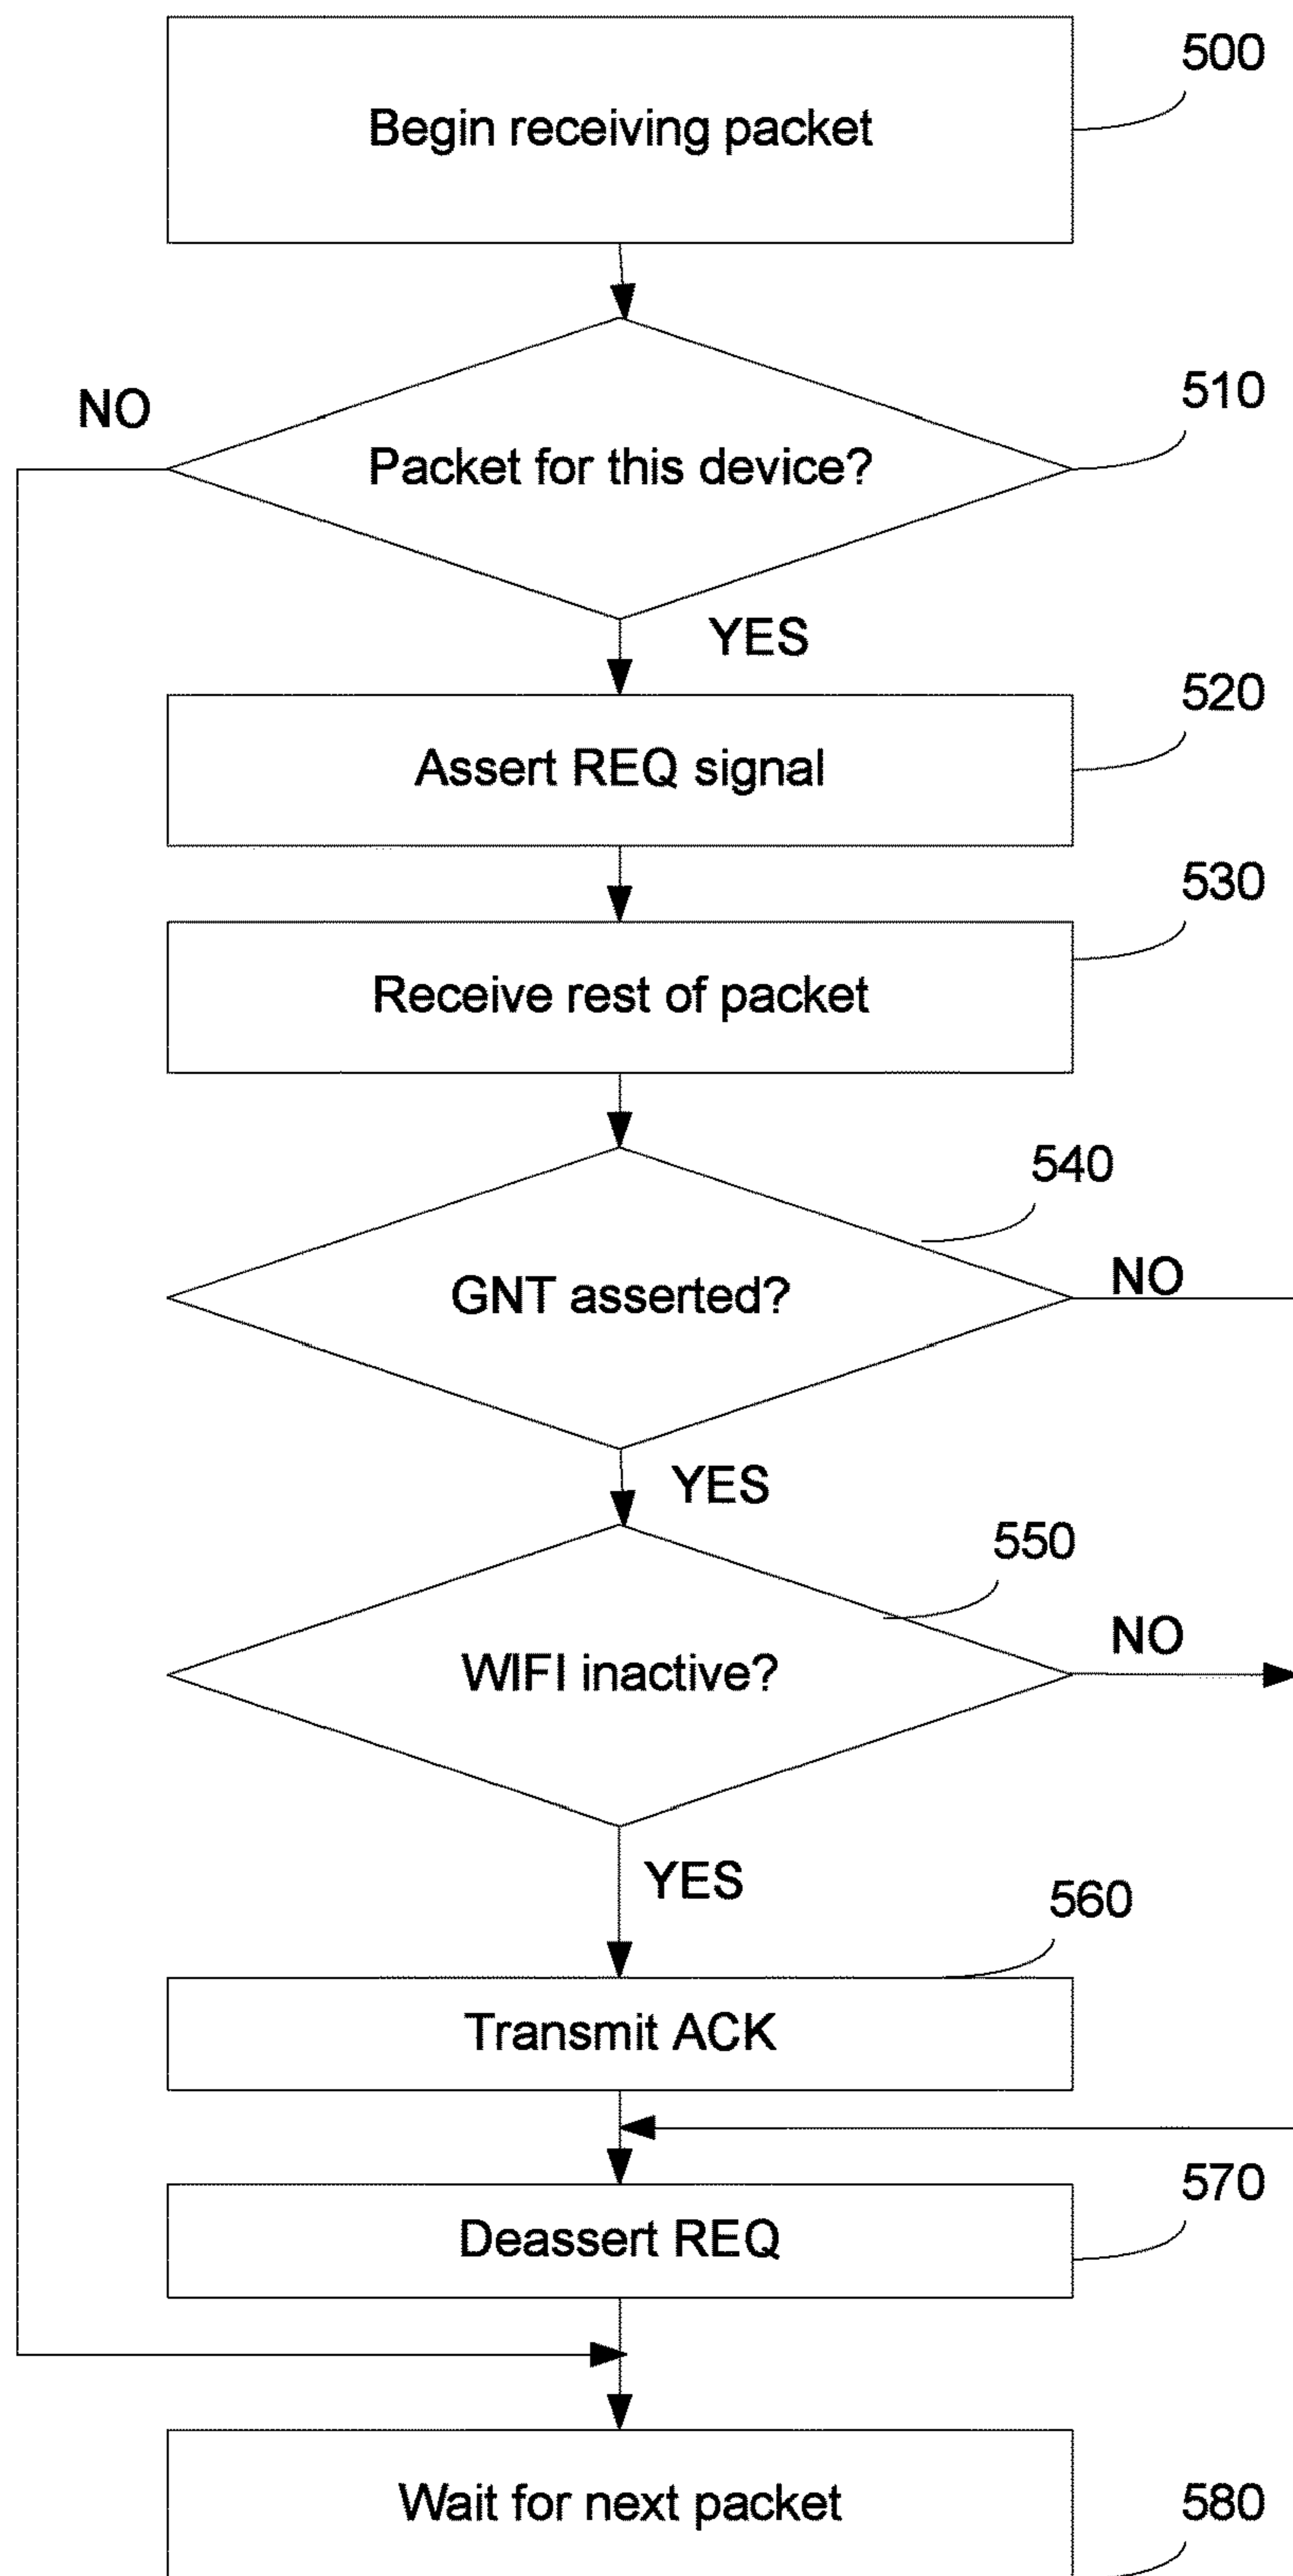 500
Begin receiving packet
NO
510
Packet for this device?
YES
520
Assert REQ signal
530
Receive rest of packet
540
GNT asserted?
NO
YES
550
WIFI inactive?
NO
YES
560
Transmit ACK
570
Deassert REQ
Wait for next packet
580